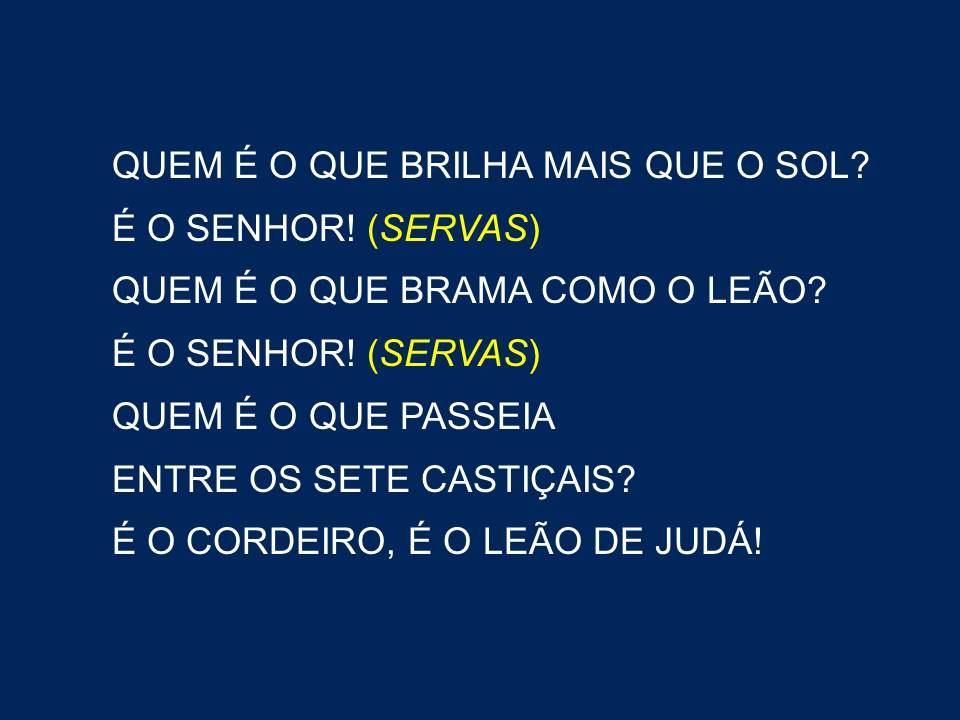 QUEM É O QUE BRILHA MAIS QUE O SOL?
É O SENHOR! (SERVAS)
QUEM É O QUE BRAMA COMO O LEÃO?
É O SENHOR! (SERVAS)
QUEM É O QUE PASSEIA
ENTRE OS SETE CASTIÇAIS?
É O CORDEIRO, É O LEÃO DE JUDÁ!